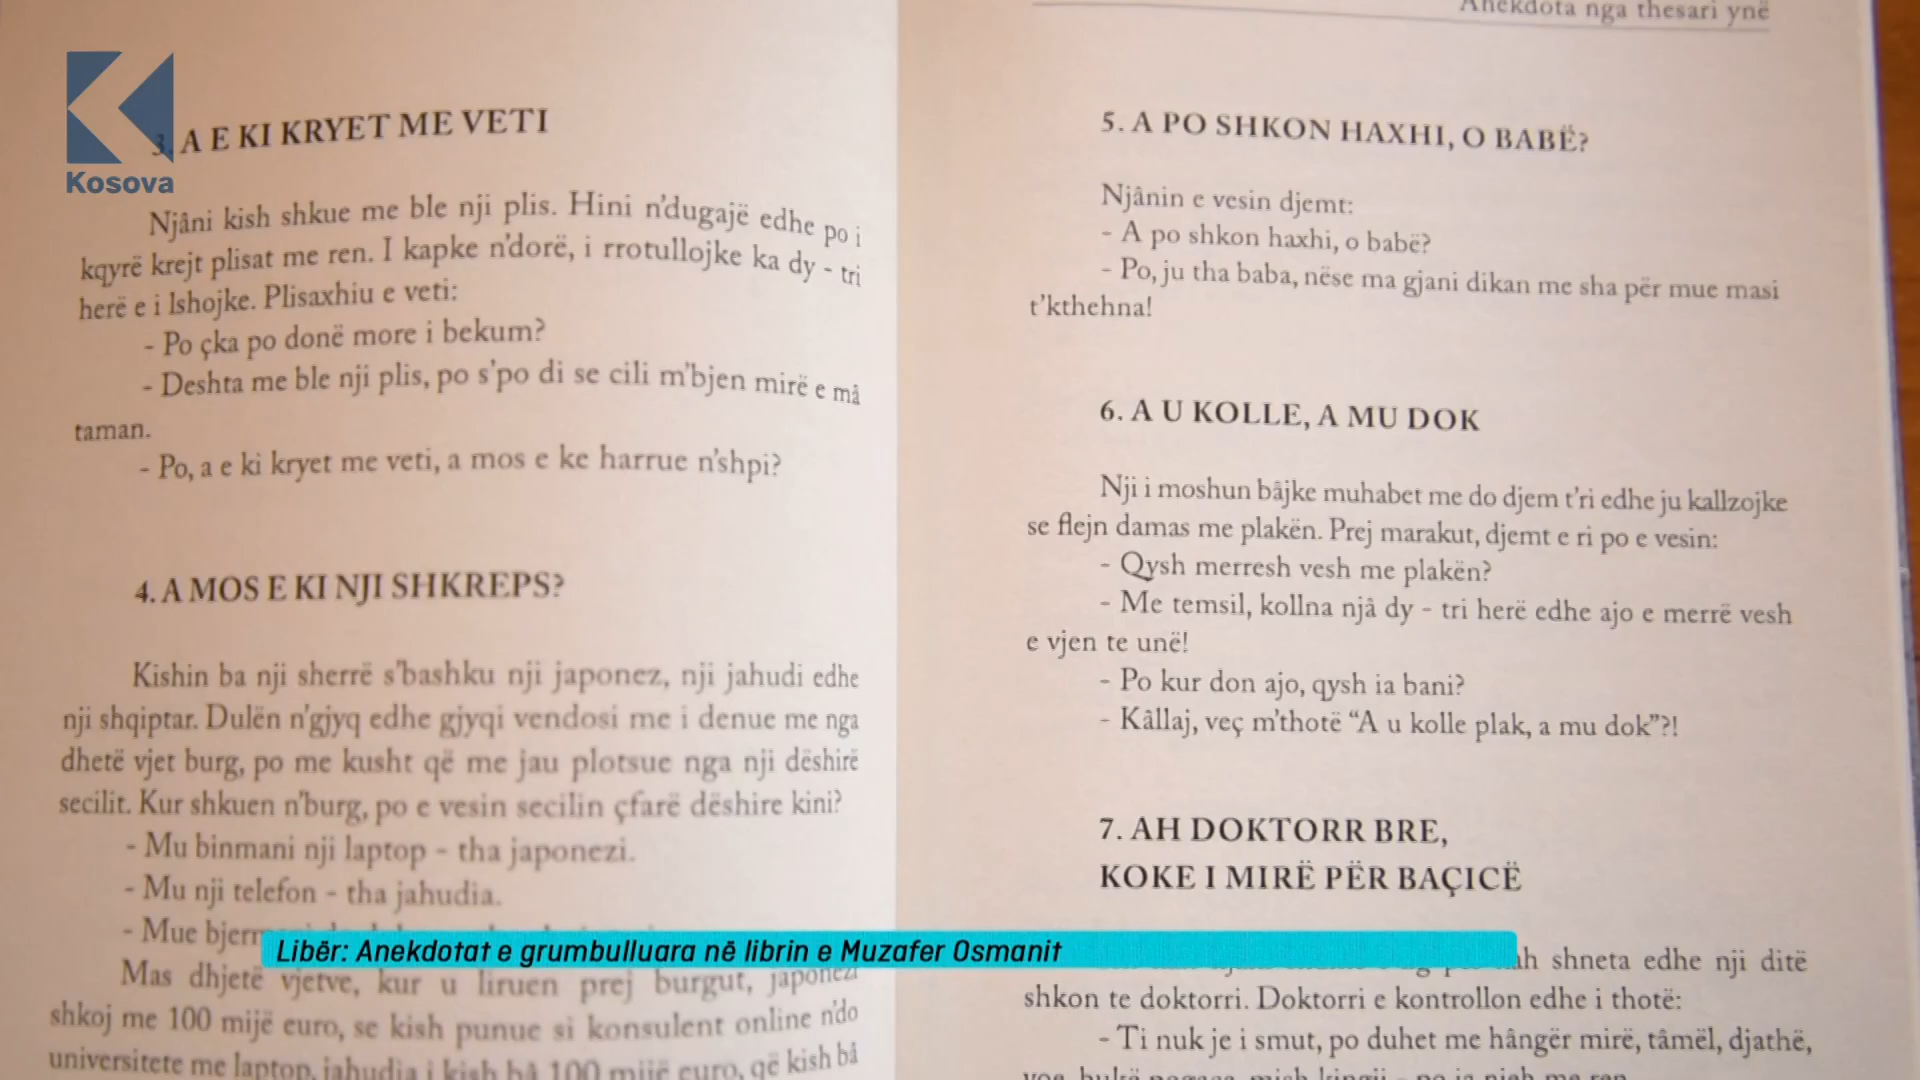 Kosova
3. A E KI KRYET ME VETI
Njâni kish shkue me ble nji plis. Hini n'dugajë edhe po i
kqyrë krejt plisat me ren. I kapke n'dorë, i rrotullojke ka dy - tri
herë e i lshojke. Plisaxhiu e veti:
- Po çka po donë more i bekum?
- Deshta me ble nji plis, po s'po di se cili m'bjen mirë e mâ
taman.
- Po, a e ki kryet me veti, a mos e ke harrue n'shpi?
4. A MOS E KI NJI SHKREPS?
Kishin ba nji sherrë s'bashku nji japonez, nji jahudi edhe
nji shqiptar. Dulën n'gjyq edhe gjyqi vendosi me i denue me nga
dhetë vjet burg, po me kusht që me jau plotsue nga nji dëshirë
secilit. Kur shkuen n'burg, po e vesin secilin çfarë dëshire kini?
- Mu binmani nji laptop - tha japonezi.
- Mu nji telefon - tha jahudia.
- Mue
Mas dhjetë vjetve, kur u liruen prej burgut, japonezi
shkoj me 100 mijë euro, se kish punue si konsulent online n'do
universitete me laptop, jahudia i kish bâ 100 mijë euro, që kish bâ
Anekdota nga thesari ynë
5. A PO SHKON HAXHI, O BABË?
Njânin e vesin djemt:
- A po shkon haxhi, o babë?
- Po, ju tha baba, nëse ma gjani dikan me sha për mue masi
t'kthehna!
6. A U KOLLE, A MU DOK
Nji i moshun bâjke muhabet me do djem t'ri edhe ju kallzojke
se flejn damas me plakën. Prej marakut, djemt e ri po e vesin:
- Qysh merresh vesh me plakën?
- Me temsil, kollna njâ dy - tri herë edhe ajo e merrë vesh
e vjen te unë!
- Po kur don ajo, qysh ia bani?
- Kâllaj, veç m'thotë “A u kolle plak, a mu dok”?!
7. AH DOKTORR BRE,
KOKE I MIRË PËR BAÇICË
shneta edhe nji ditë
shkon te doktorri. Doktorri e kontrollon edhe i thotë:
- Ti nuk je i smut, po duhet me hângër mirë, tâmël, djathë,
Libër: Anekdotat e grumbulluara në librin e Muzafer Osmanit